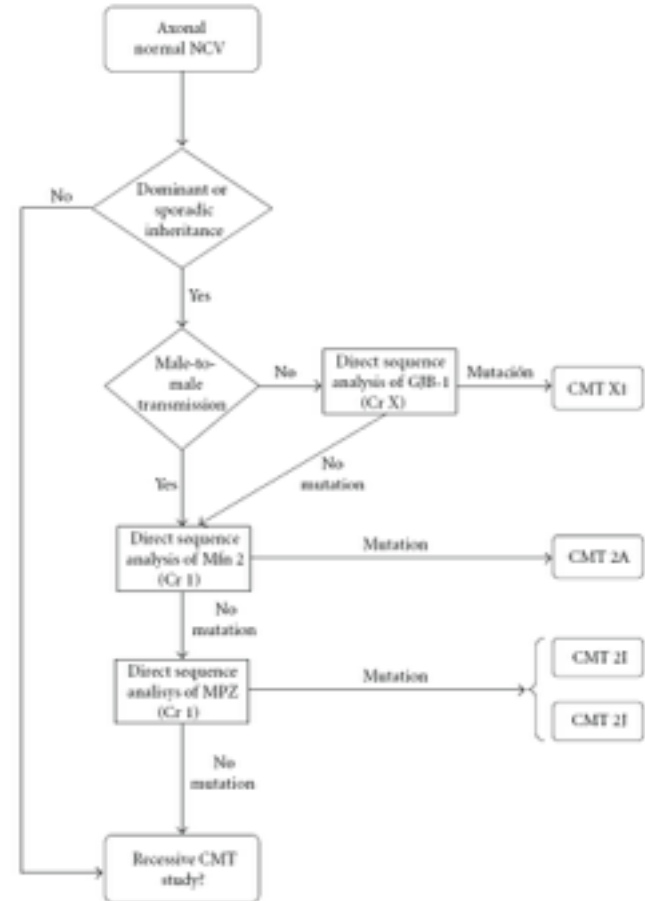 Axonal
normal NCV
No
Dominant or
sporadic
inheritance
Yes
Male-to-
male
transmission
No
Direct sequence
analysis of GJB-1
(Cr X)
Mutación
CMT X1
Yes
No
mutation
Direct sequence
analysis of Mfn 2
(Cr 1)
Mutation
CMT 2A
No
mutation
Direct sequence
analisys of MPZ
(Cr 1)
Mutation
CMT 2I
CMT 2J
No
mutation
Recessive CMT
study?